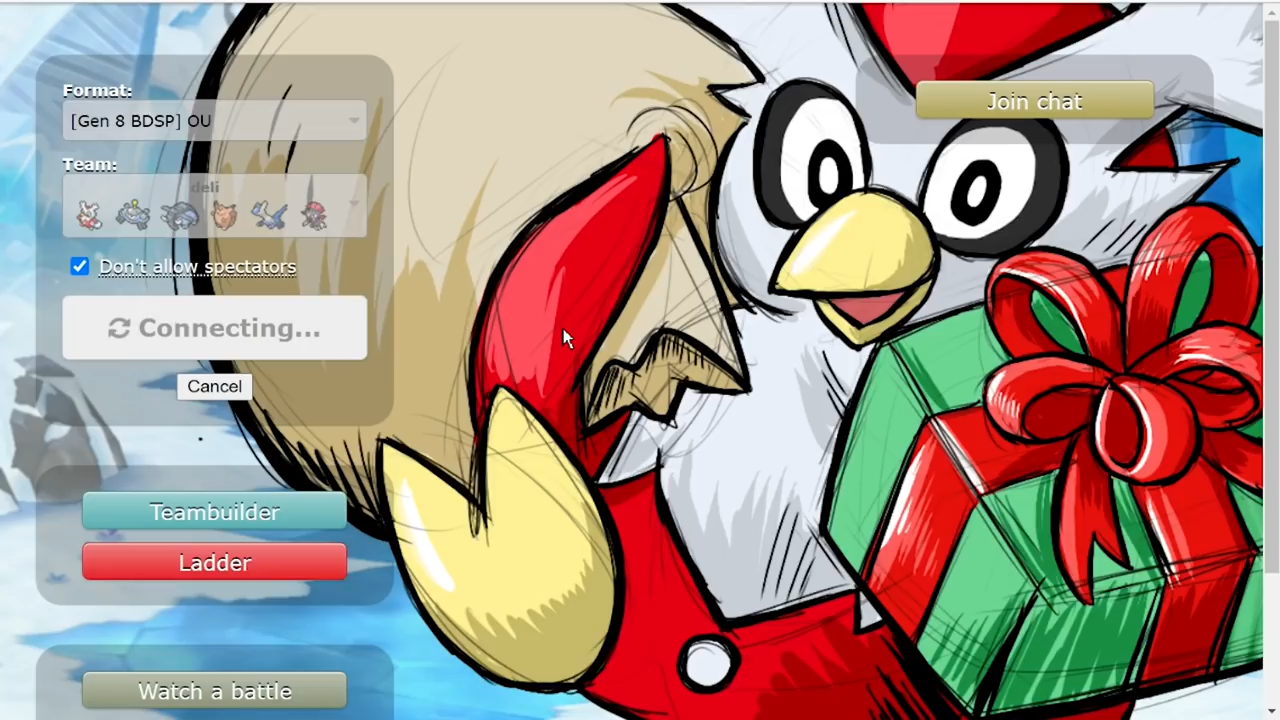 Format:
[Gen 8 BDSP] OU
Team:
deli
Don't allow spectators
Connecting...
Cancel
Teambuilder
Ladder
Watch a battle
Join chat